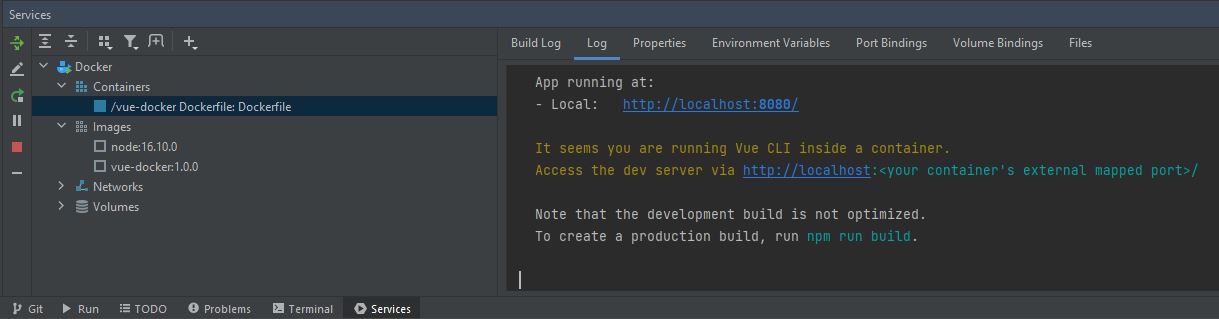 Services
Build Log
Log
Properties
Environment Variables
Port Bindings
Volume Bindings
Files
Docker
Containers
/vue-docker Dockerfile: Dockerfile
Images
node:16.10.0
vue-docker:1.0.0
Networks
Volumes
App running at:
- Local: http://localhost:8080/
It seems you are running Vue CLI inside a container.
Access the dev server via http://localhost:<your container's external mapped port>/
Note that the development build is not optimized.
To create a production build, run npm run build.
Git
Run
TODO
Problems
Terminal
Services